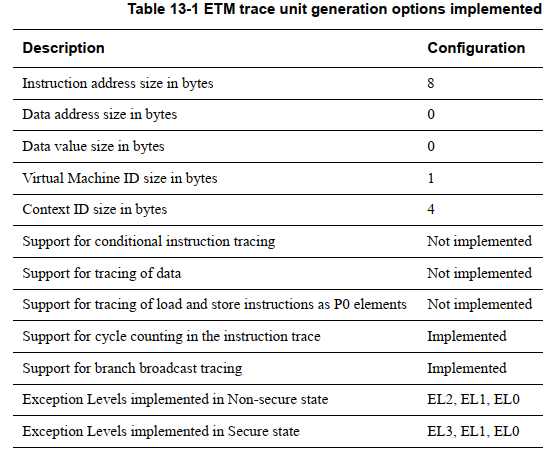 Table 13-1 ETM trace unit generation options implemented
Description Configuration
Instruction address size in bytes 8
Data address size in bytes 0
Data value size in bytes 0
Virtual Machine ID size in bytes 1
Context ID size in bytes 4
Support for conditional instruction tracing Not implemented
Support for tracing of data Not implemented
Support for tracing of load and store instructions as P0 elements Not implemented
Support for cycle counting in the instruction trace Implemented
Support for branch broadcast tracing Implemented
Exception Levels implemented in Non-secure state EL2, EL1, EL0
Exception Levels implemented in Secure state EL3, EL1, EL0